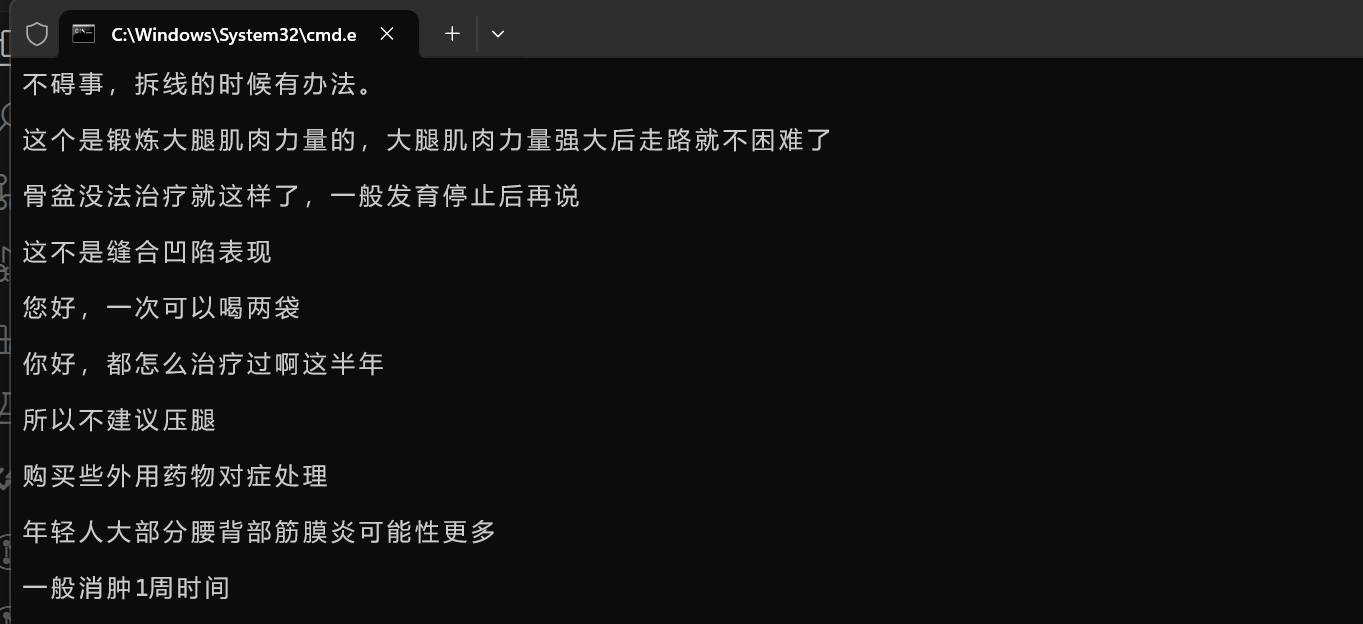 C:\Windows\System32\cmd.e
不碍事，拆线的时候有办法。
这个是锻炼大腿肌肉力量的，大腿肌肉力量强大后走路就不困难了
骨盆没法治疗就这样了，一般发育停止后再说
这不是缝合凹陷表现
您好，一次可以喝两袋
你好，都怎么治疗过啊这半年
所以不建议压腿
购买些外用药物对症处理
年轻人大部分腰背部筋膜炎可能性更多
一般消肿1周时间